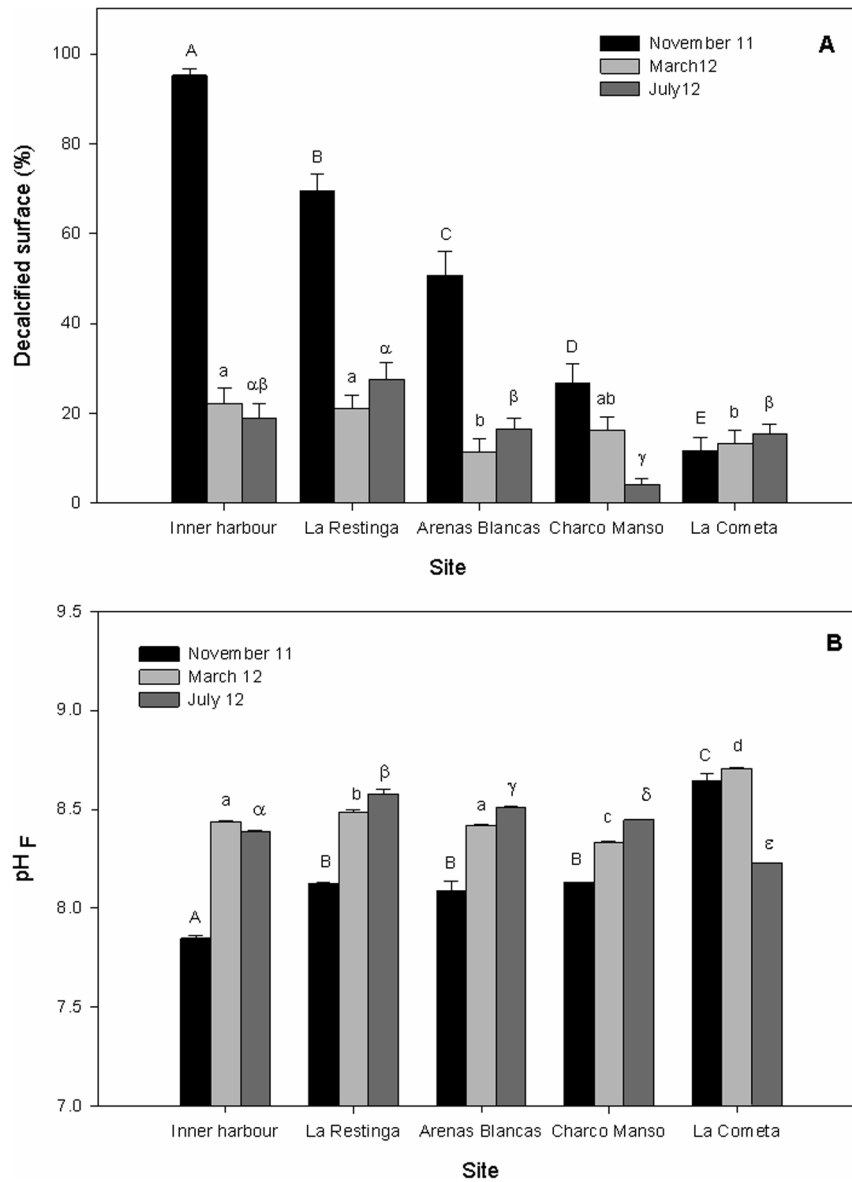 A
November 11
March12
July12
Decalcified surface (%)
100
80
60
40
20
0
A
a
αβ
B
a
α
C
b
β
D
ab
γ
E
b
β
Inner harbour La Restinga Arenas Blancas Charco Manso La Cometa
Site
B
November 11
March 12
July 12
pH F
9.5
9.0
8.5
8.0
7.5
7.0
A
a
α
B
b
β
B
a
γ
B
c
δ
C
d
ε
Inner harbour La Restinga Arenas Blancas Charco Manso La Cometa
Site